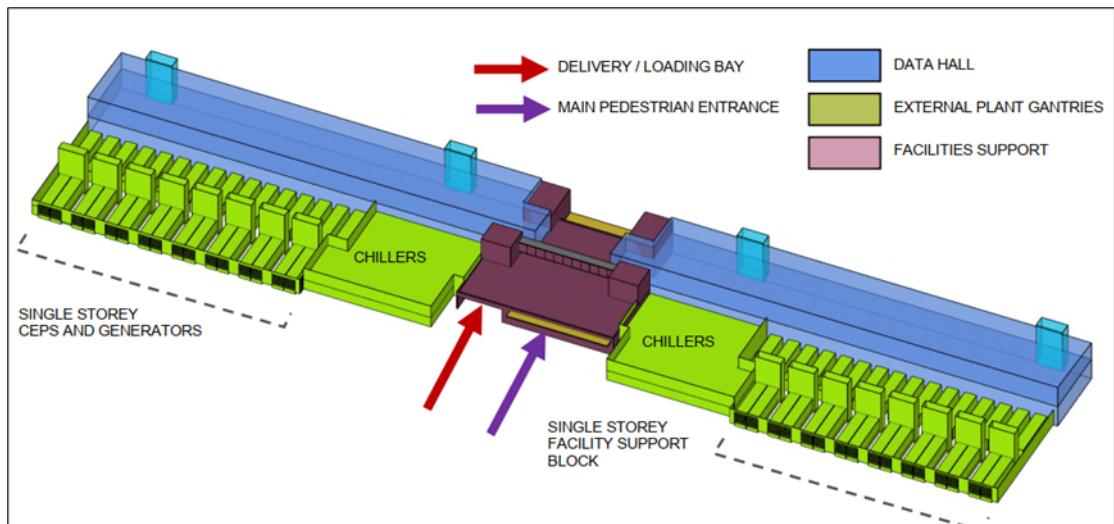 DELIVERY / LOADING BAY
MAIN PEDESTRIAN ENTRANCE
DATA HALL
EXTERNAL PLANT GANTRIES
FACILITIES SUPPORT
CHILLERS
SINGLE STOREY
CEPS AND GENERATORS
CHILLERS
SINGLE STOREY
FACILITY SUPPORT
BLOCK